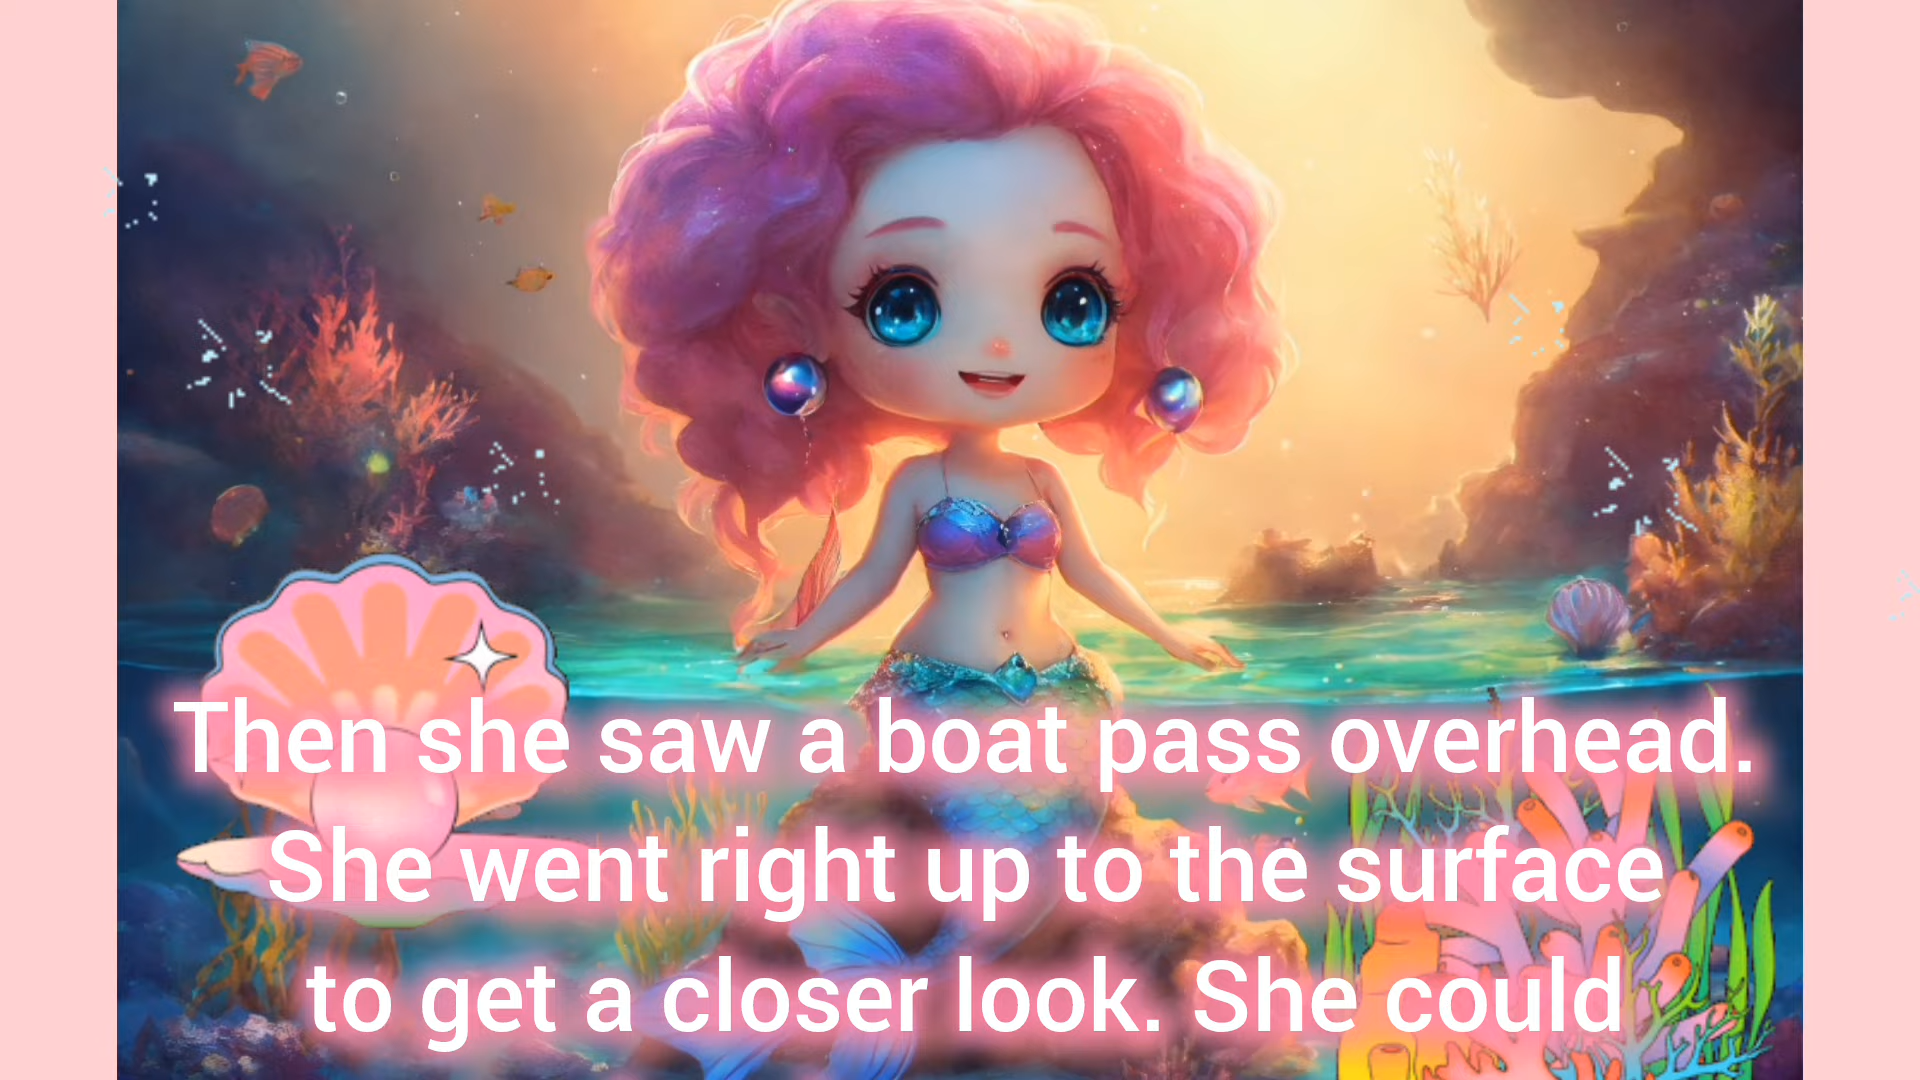 Then she saw a boat pass overhead.
She went right up to the surface
to get a closer look. She could